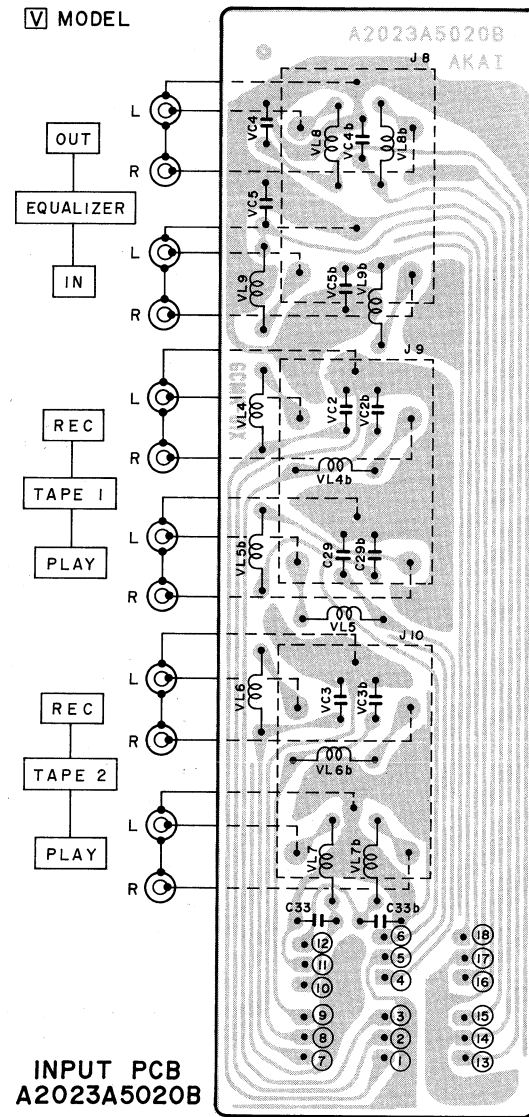 V MODEL
A2023A5020B
AKAI
J8
L
R
OUT
EQUALIZER
IN
L
R
VC4
VL8
VC4b
VL8b
VC5
VL9
VC5b
VL9b
J9
L
R
REC
TAPE 1
PLAY
L
R
VL4
VC2
VC2b
VL4b
VL5b
C29
C29b
VL5
J10
L
R
REC
TAPE 2
PLAY
L
R
VL6
VC3
VC3b
VL6b
VL7
VL7b
C33
C33b
12
6
18
11
5
17
10
4
16
9
3
15
8
2
14
7
1
13
INPUT PCB
A2023A5020B